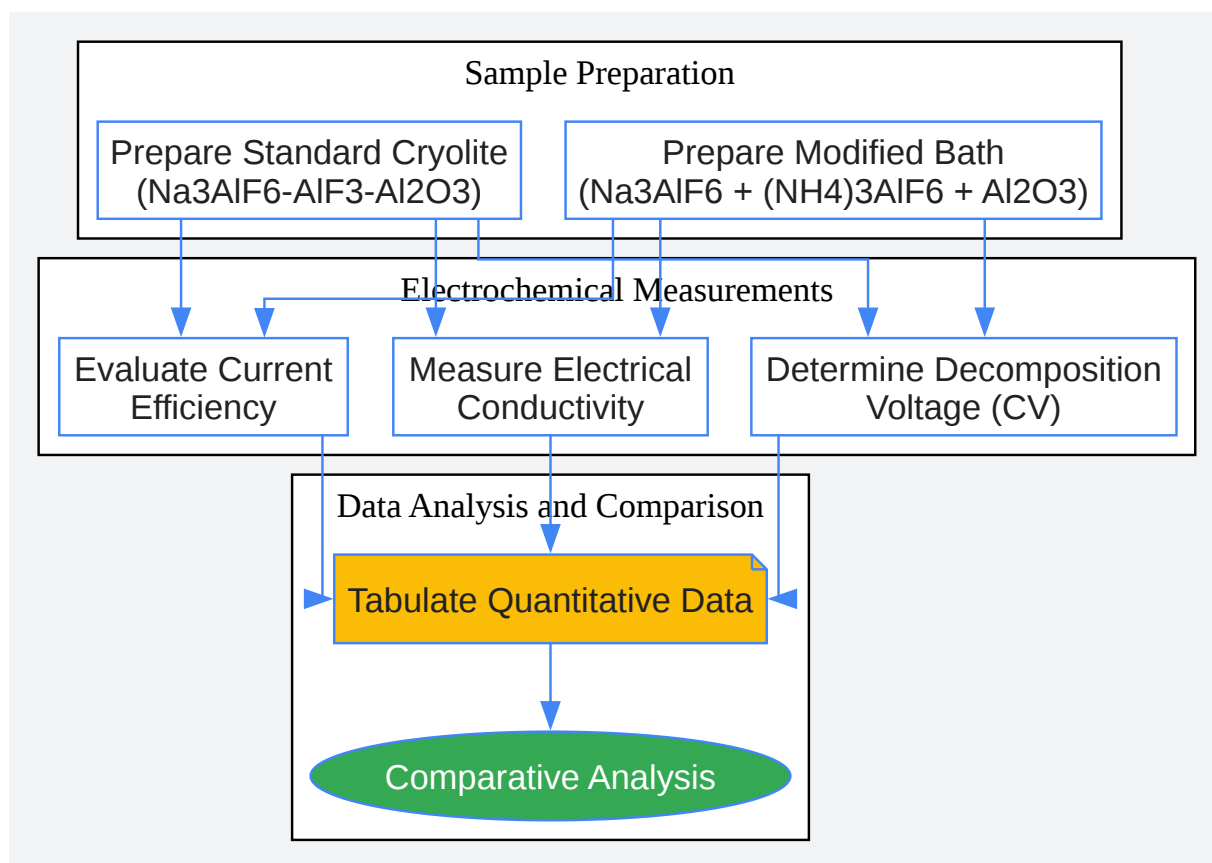 Sample Preparation
Prepare Standard Cryolite
(Na3AlF6-AlF3-Al2O3)
Prepare Modified Bath
(Na3AlF6 + (NH4)3AlF6 + Al2O3)
Electrochemical Measurements
Evaluate Current
Efficiency
Measure Electrical
Conductivity
Determine Decomposition
Voltage (CV)
Data Analysis and Comparison
Tabulate Quantitative Data
Comparative Analysis